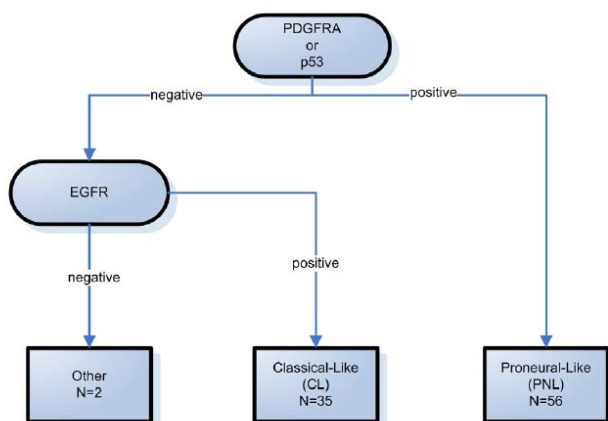 PDGFRA
or
p53
negative
positive
EGFR
negative
positive
Other
N=2
Classical-Like
(CL)
N=35
Proneural-Like
(PNL)
N=56